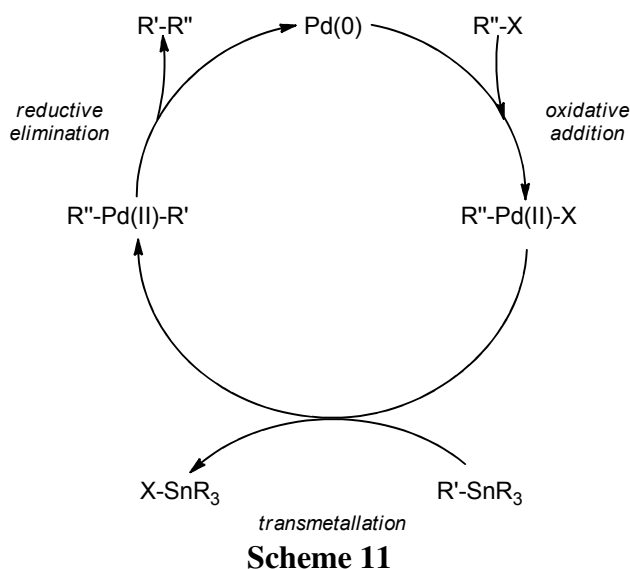 R'-R"
Pd(0)
R"-X
reductive
elimination
oxidative
addition
R"-Pd(II)-R'
R"-Pd(II)-X
X-SnR3
R'-SnR3
transmetallation
Scheme 11